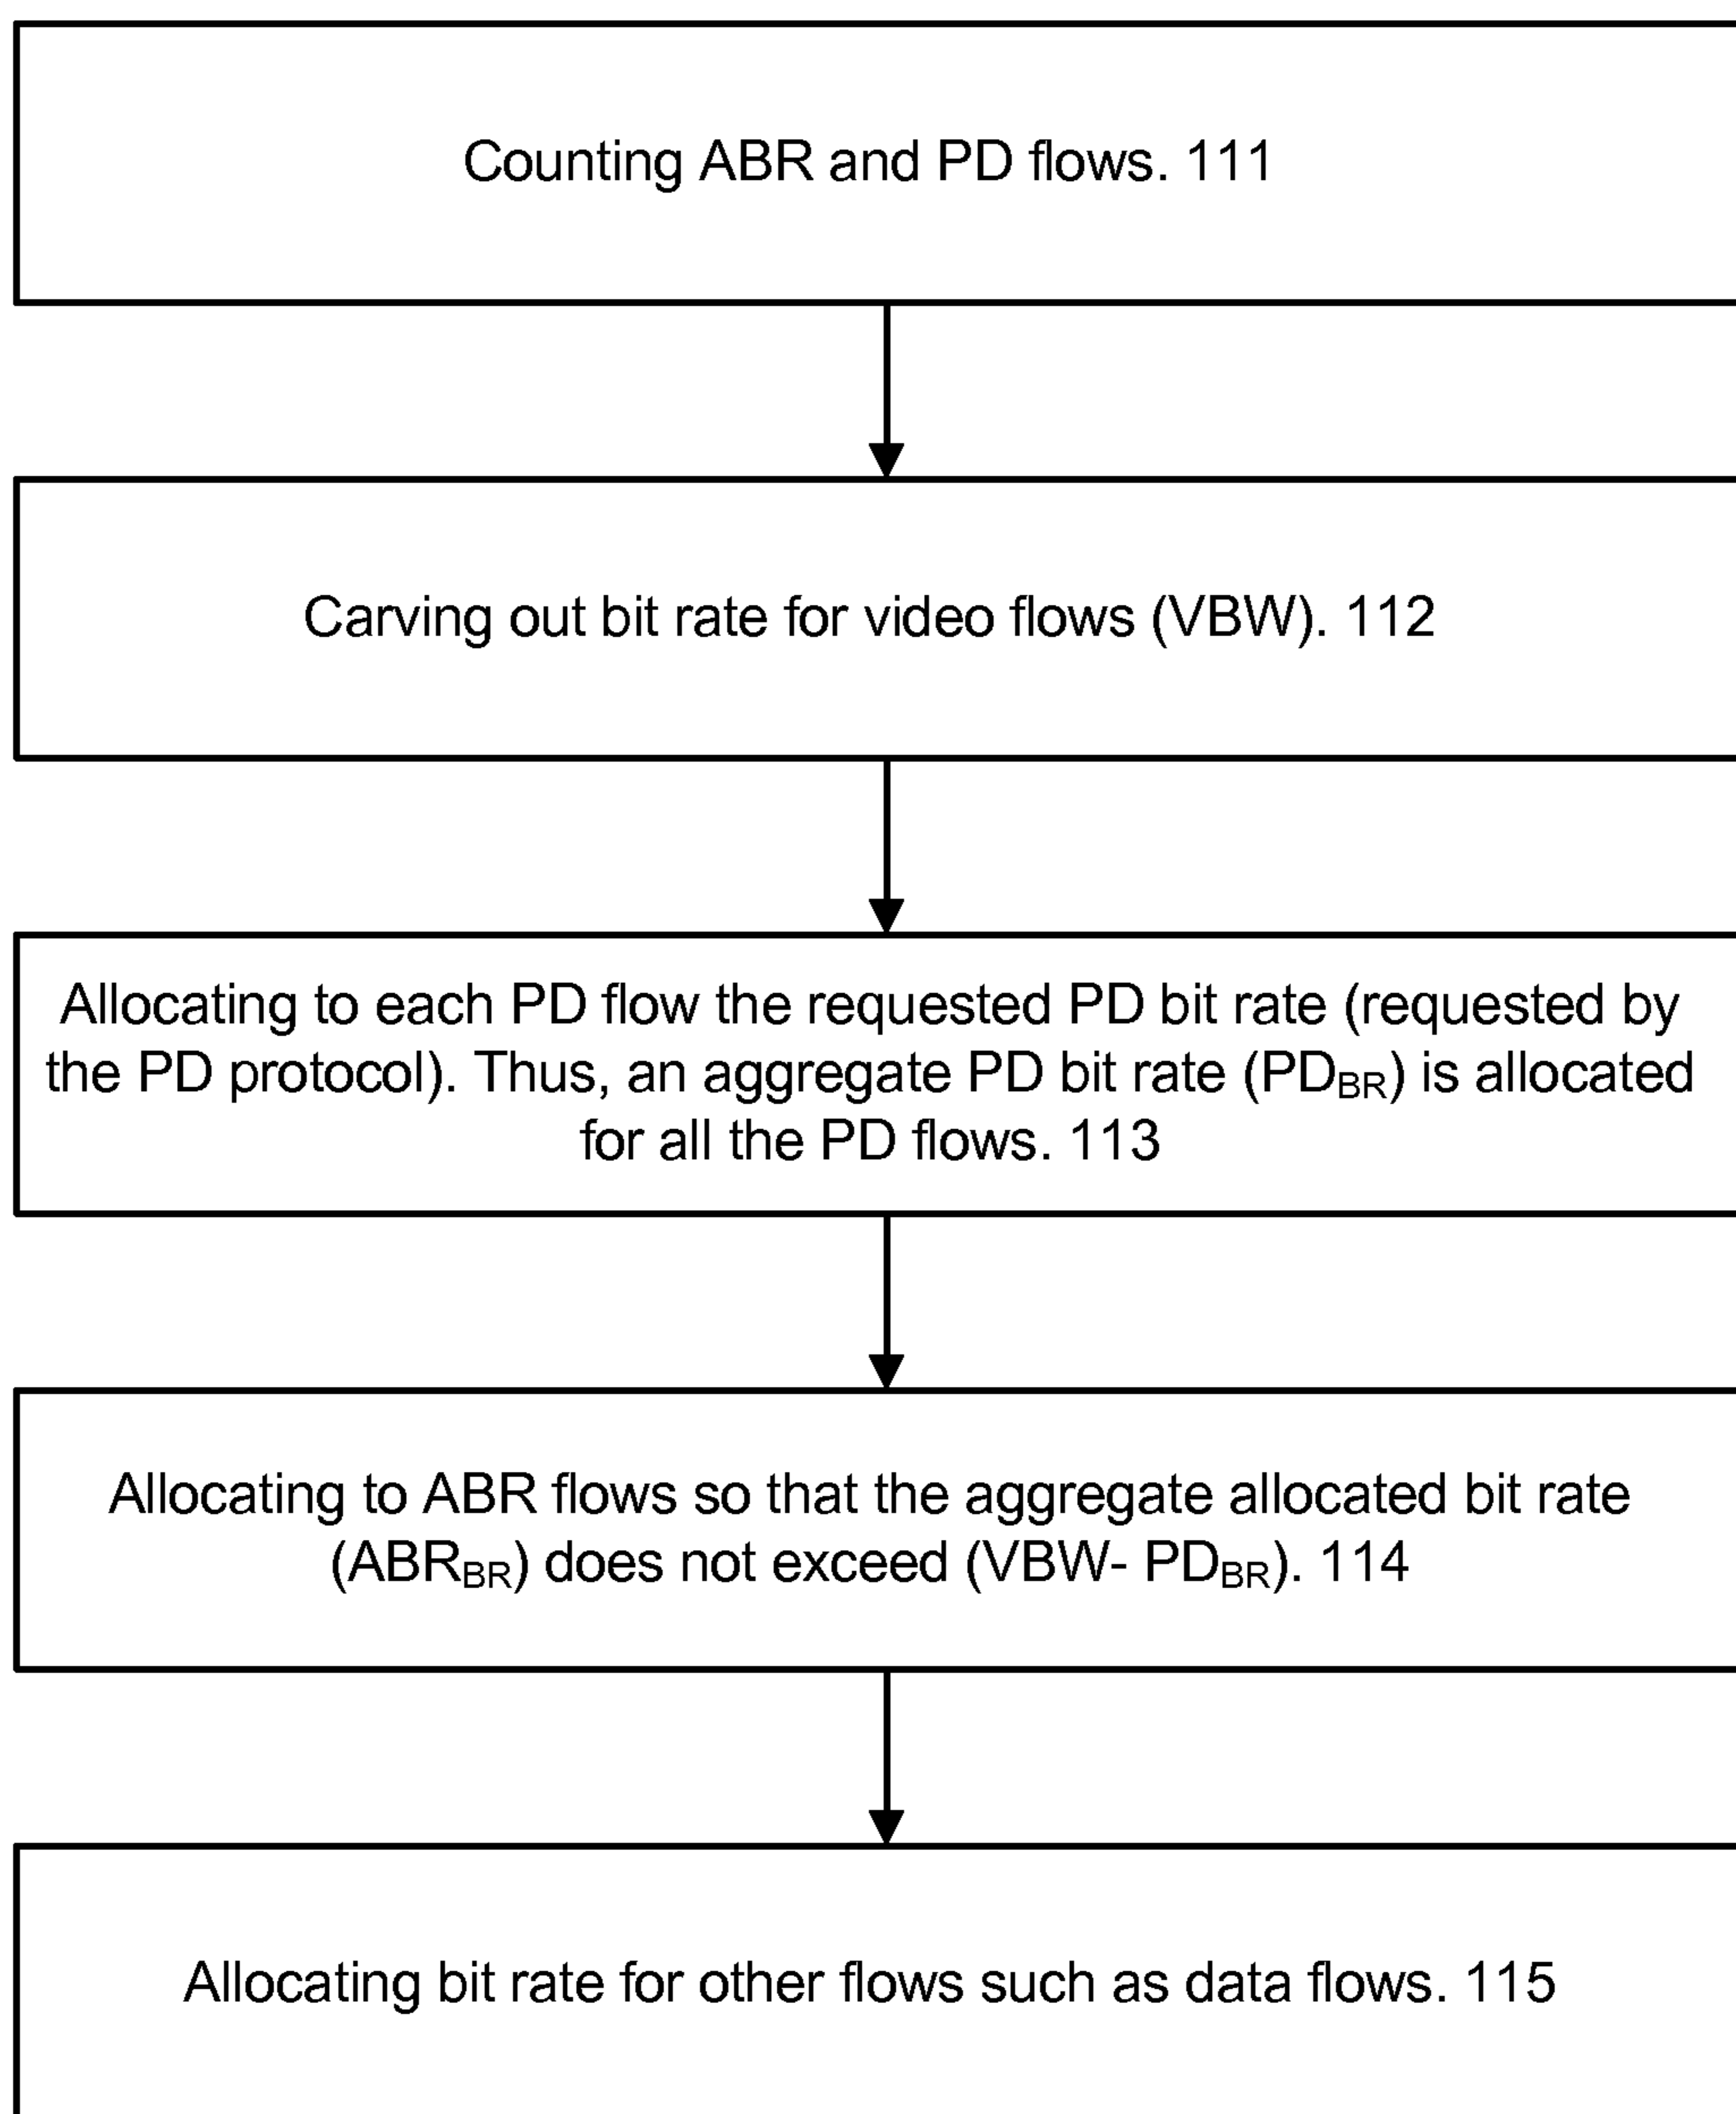 Counting ABR and PD flows. 111
Carving out bit rate for video flows (VBW). 112
Allocating to each PD flow the requested PD bit rate (requested by
the PD protocol). Thus, an aggregate PD bit rate (PDBR) is allocated
for all the PD flows. 113
Allocating to ABR flows so that the aggregate allocated bit rate
(ABRBR) does not exceed (VBW- PDBR). 114
Allocating bit rate for other flows such as data flows. 115